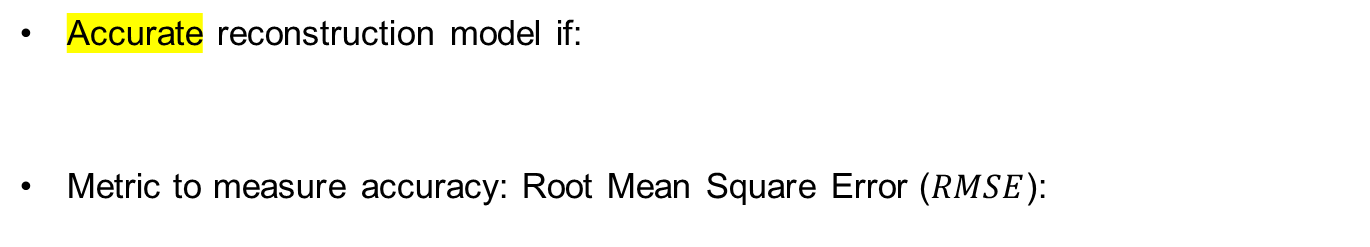 • Accurate reconstruction model if:
• Metric to measure accuracy: Root Mean Square Error (RMSE):